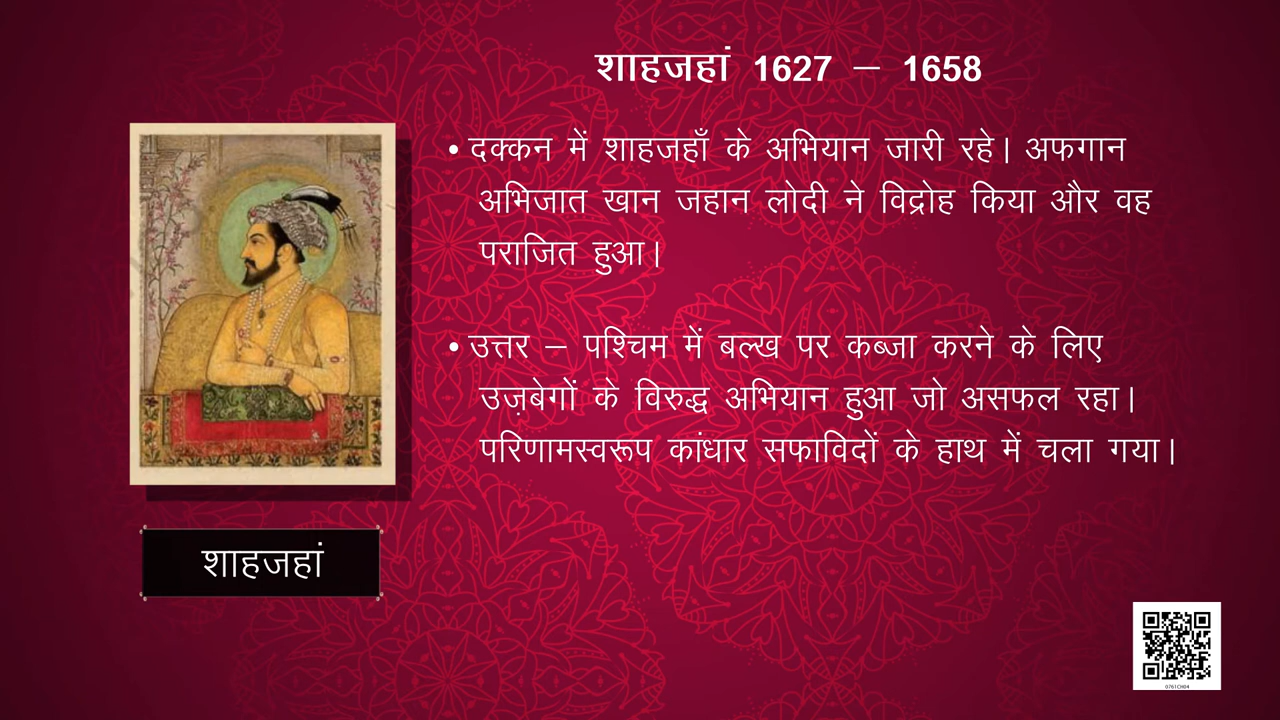 शाहजहां 1627 – 1658
• दक्कन में शाहजहाँ के अभियान जारी रहे। अफगान
अभिजात खान जहान लोदी ने विद्रोह किया और वह
पराजित हुआ।
• उत्तर – पश्चिम में बल्ख पर कब्जा करने के लिए
उज़बेगों के विरुद्ध अभियान हुआ जो असफल रहा।
परिणामस्वरूप कांधार सफाविदों के हाथ में चला गया।
शाहजहां
0761CH04